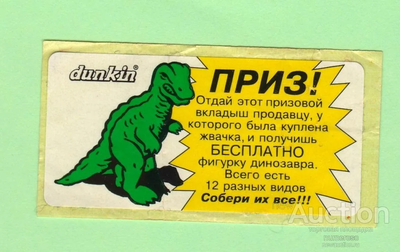 dunkin®
ПРИЗ!
Отдай этот призовой
вкладыш продавцу, у
которого была куплена
жвачка, и получишь
БЕСПЛАТНО
фигурку динозавра.
Всего есть
12 разных видов
Собери их все!!!
Auction